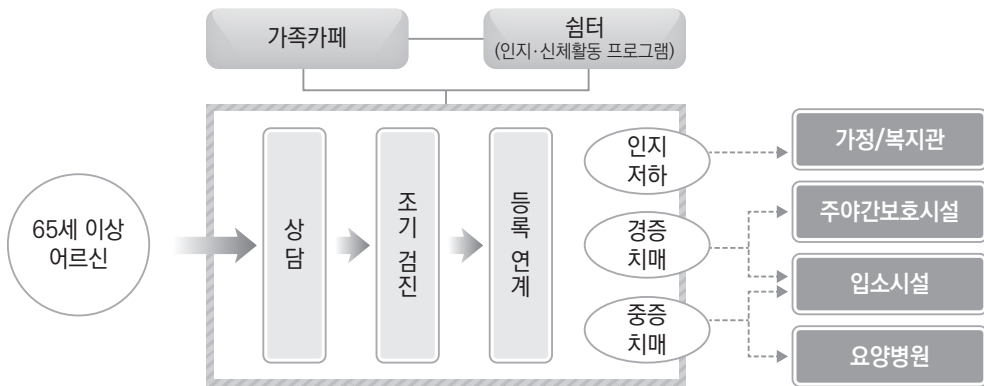 가족카페
쉼터
(인지·신체활동 프로그램)
65세 이상
어르신
상담
조기 검진
등록 연계
인지
저하
경증
치매
중증
치매
가정/복지관
주야간보호시설
입소시설
요양병원